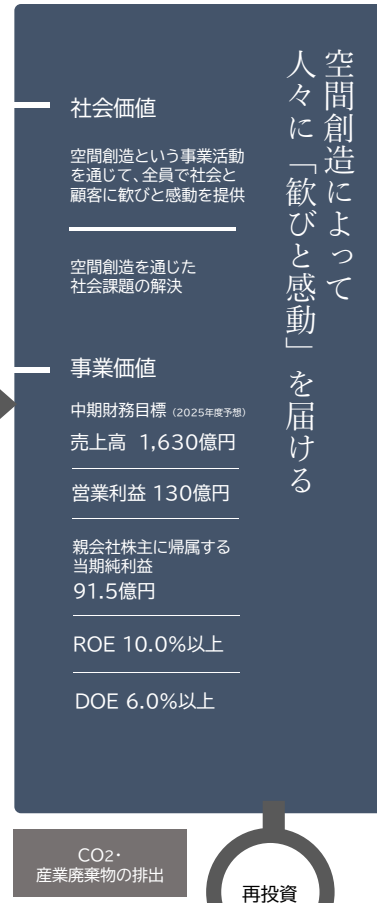 空間創造によって
人々に「歓びと感動」を届ける
社会価値
空間創造という事業活動
を通じて、全員で社会と
顧客に歓びと感動を提供
空間創造を通じた
社会課題の解決
事業価値
中期財務目標（2025年度予想）
売上高 1,630億円
営業利益 130億円
親会社株主に帰属する
当期純利益
91.5億円
ROE 10.0%以上
DOE 6.0%以上
CO2・
産業廃棄物の排出
再投資